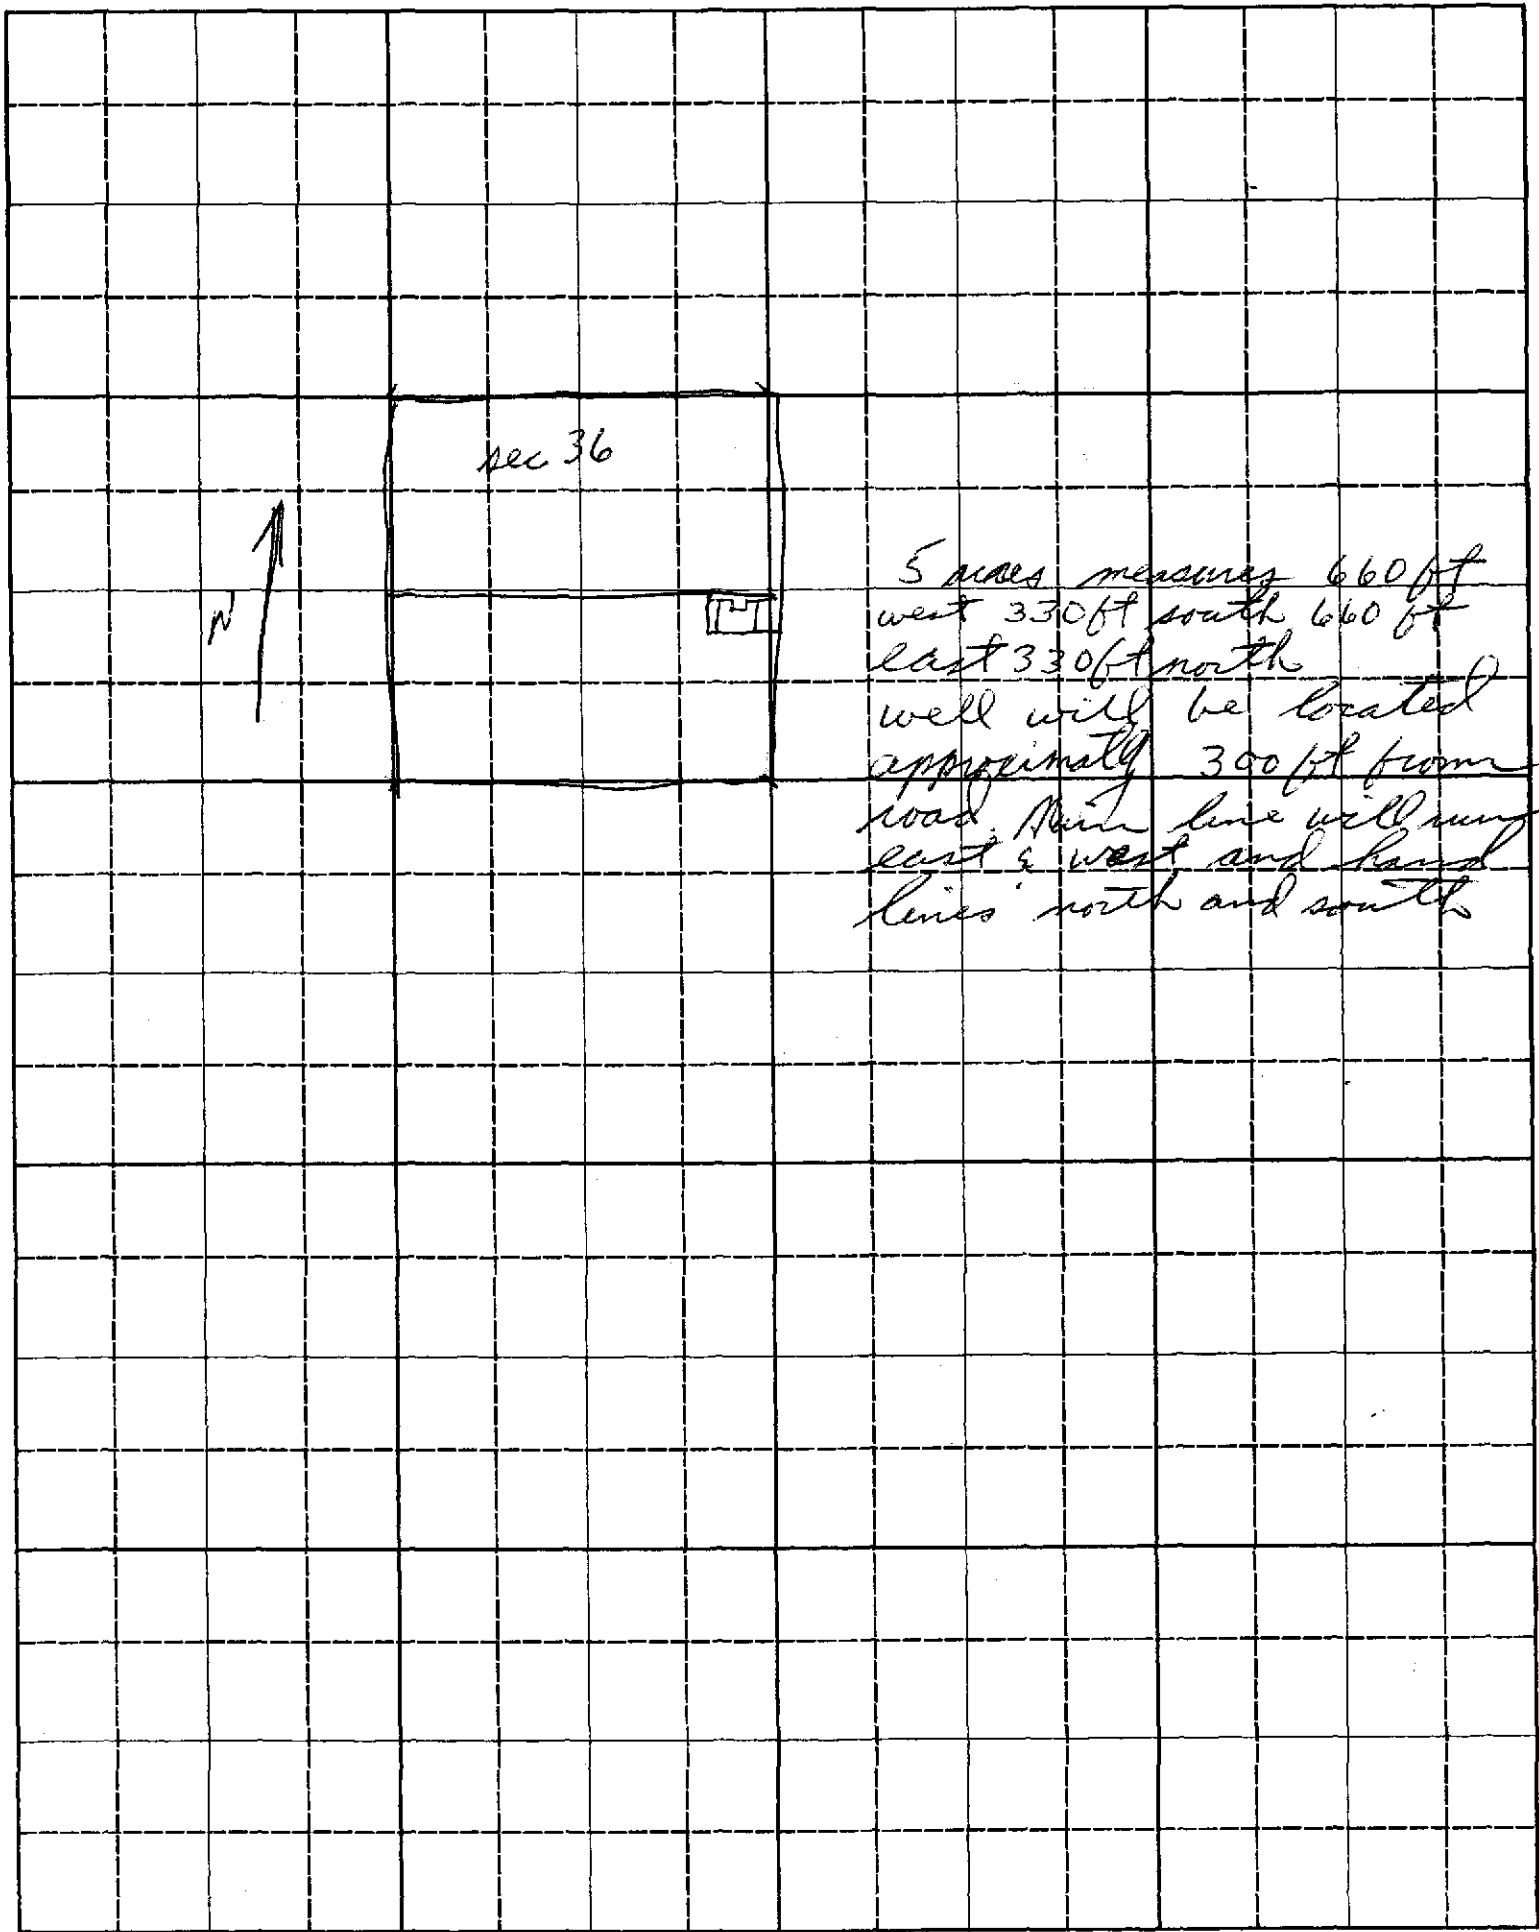 sec 36
N
5 acres measures 660 ft
west 330 ft south 660 ft
east 330 ft north
well will be located
approximatly 300 ft from
road. Main line will run
east & west and hand
lines north and south